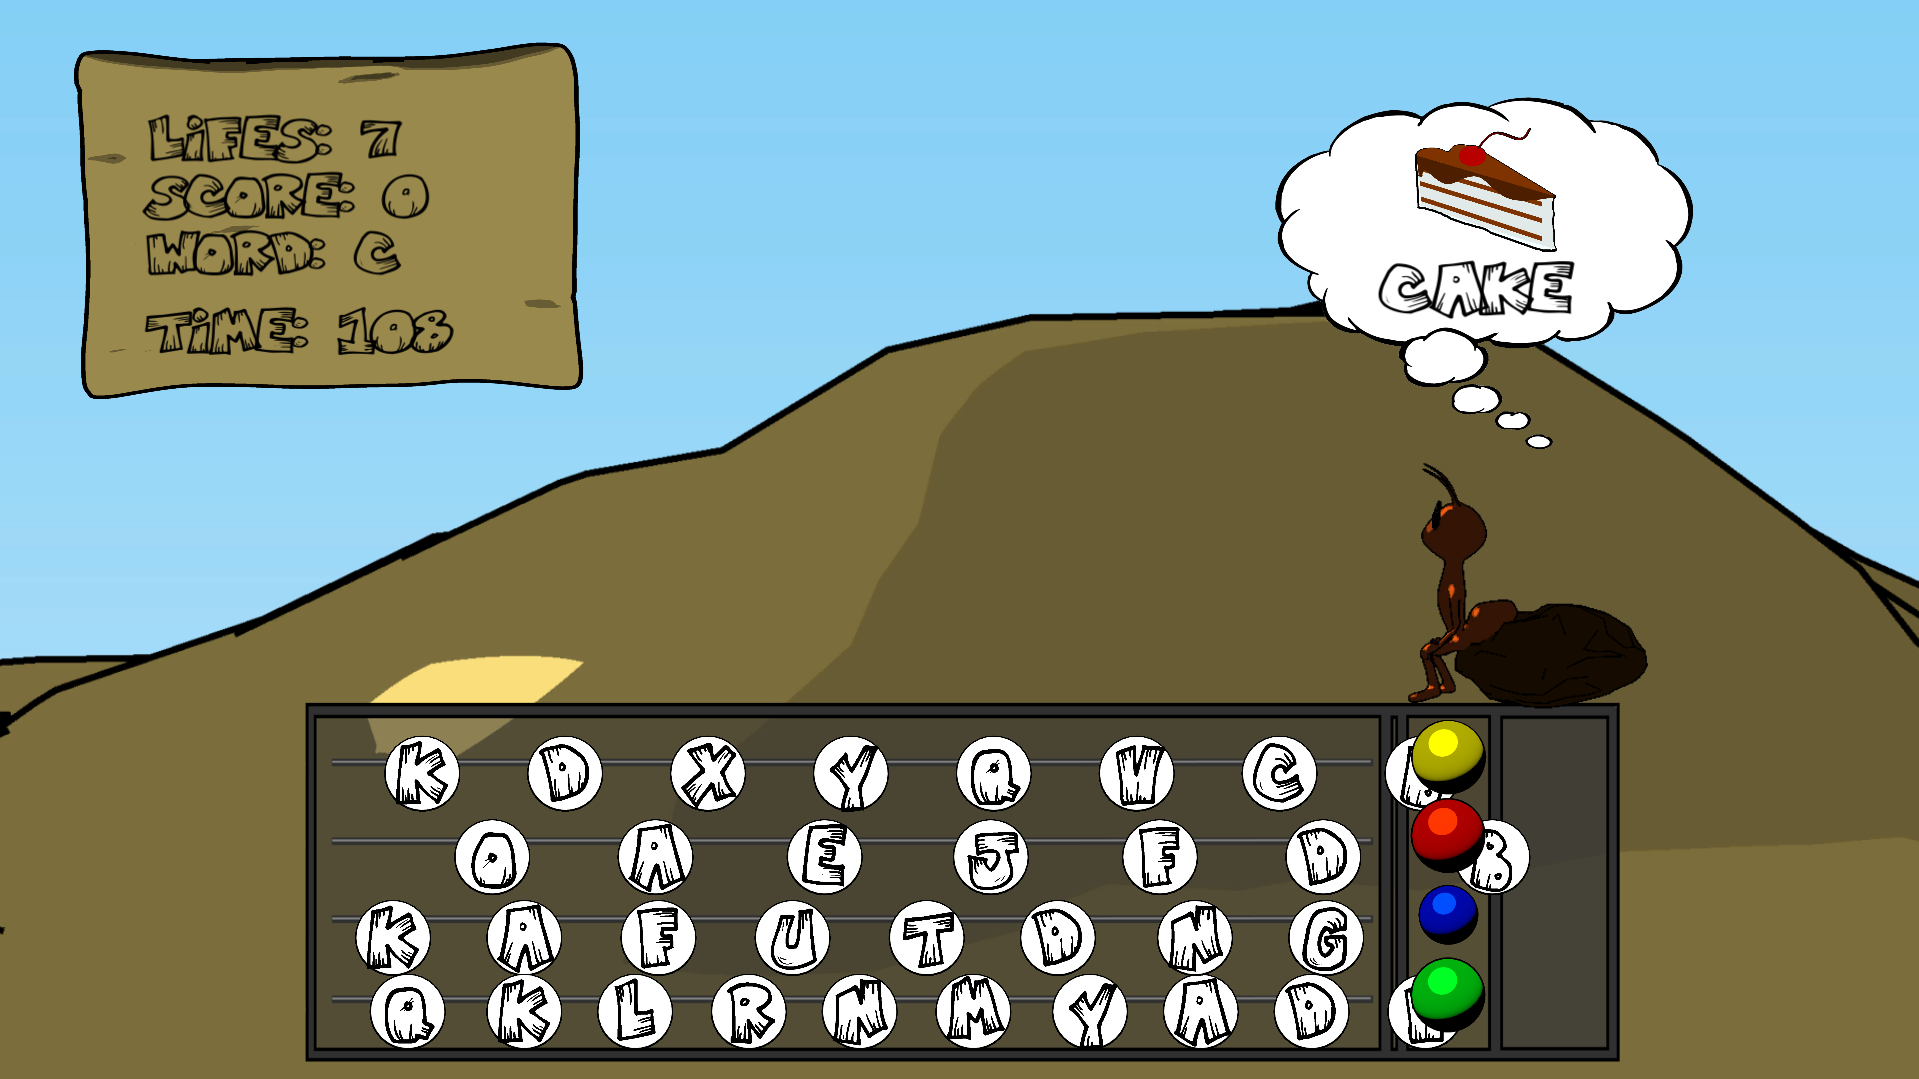 LiFES: 7
SCORE: 0
WORD: C
TiME: 108
CAKE
K D X Y Q W C
O A E J F D B
K A F U T D N G
Q K L R N M Y A D